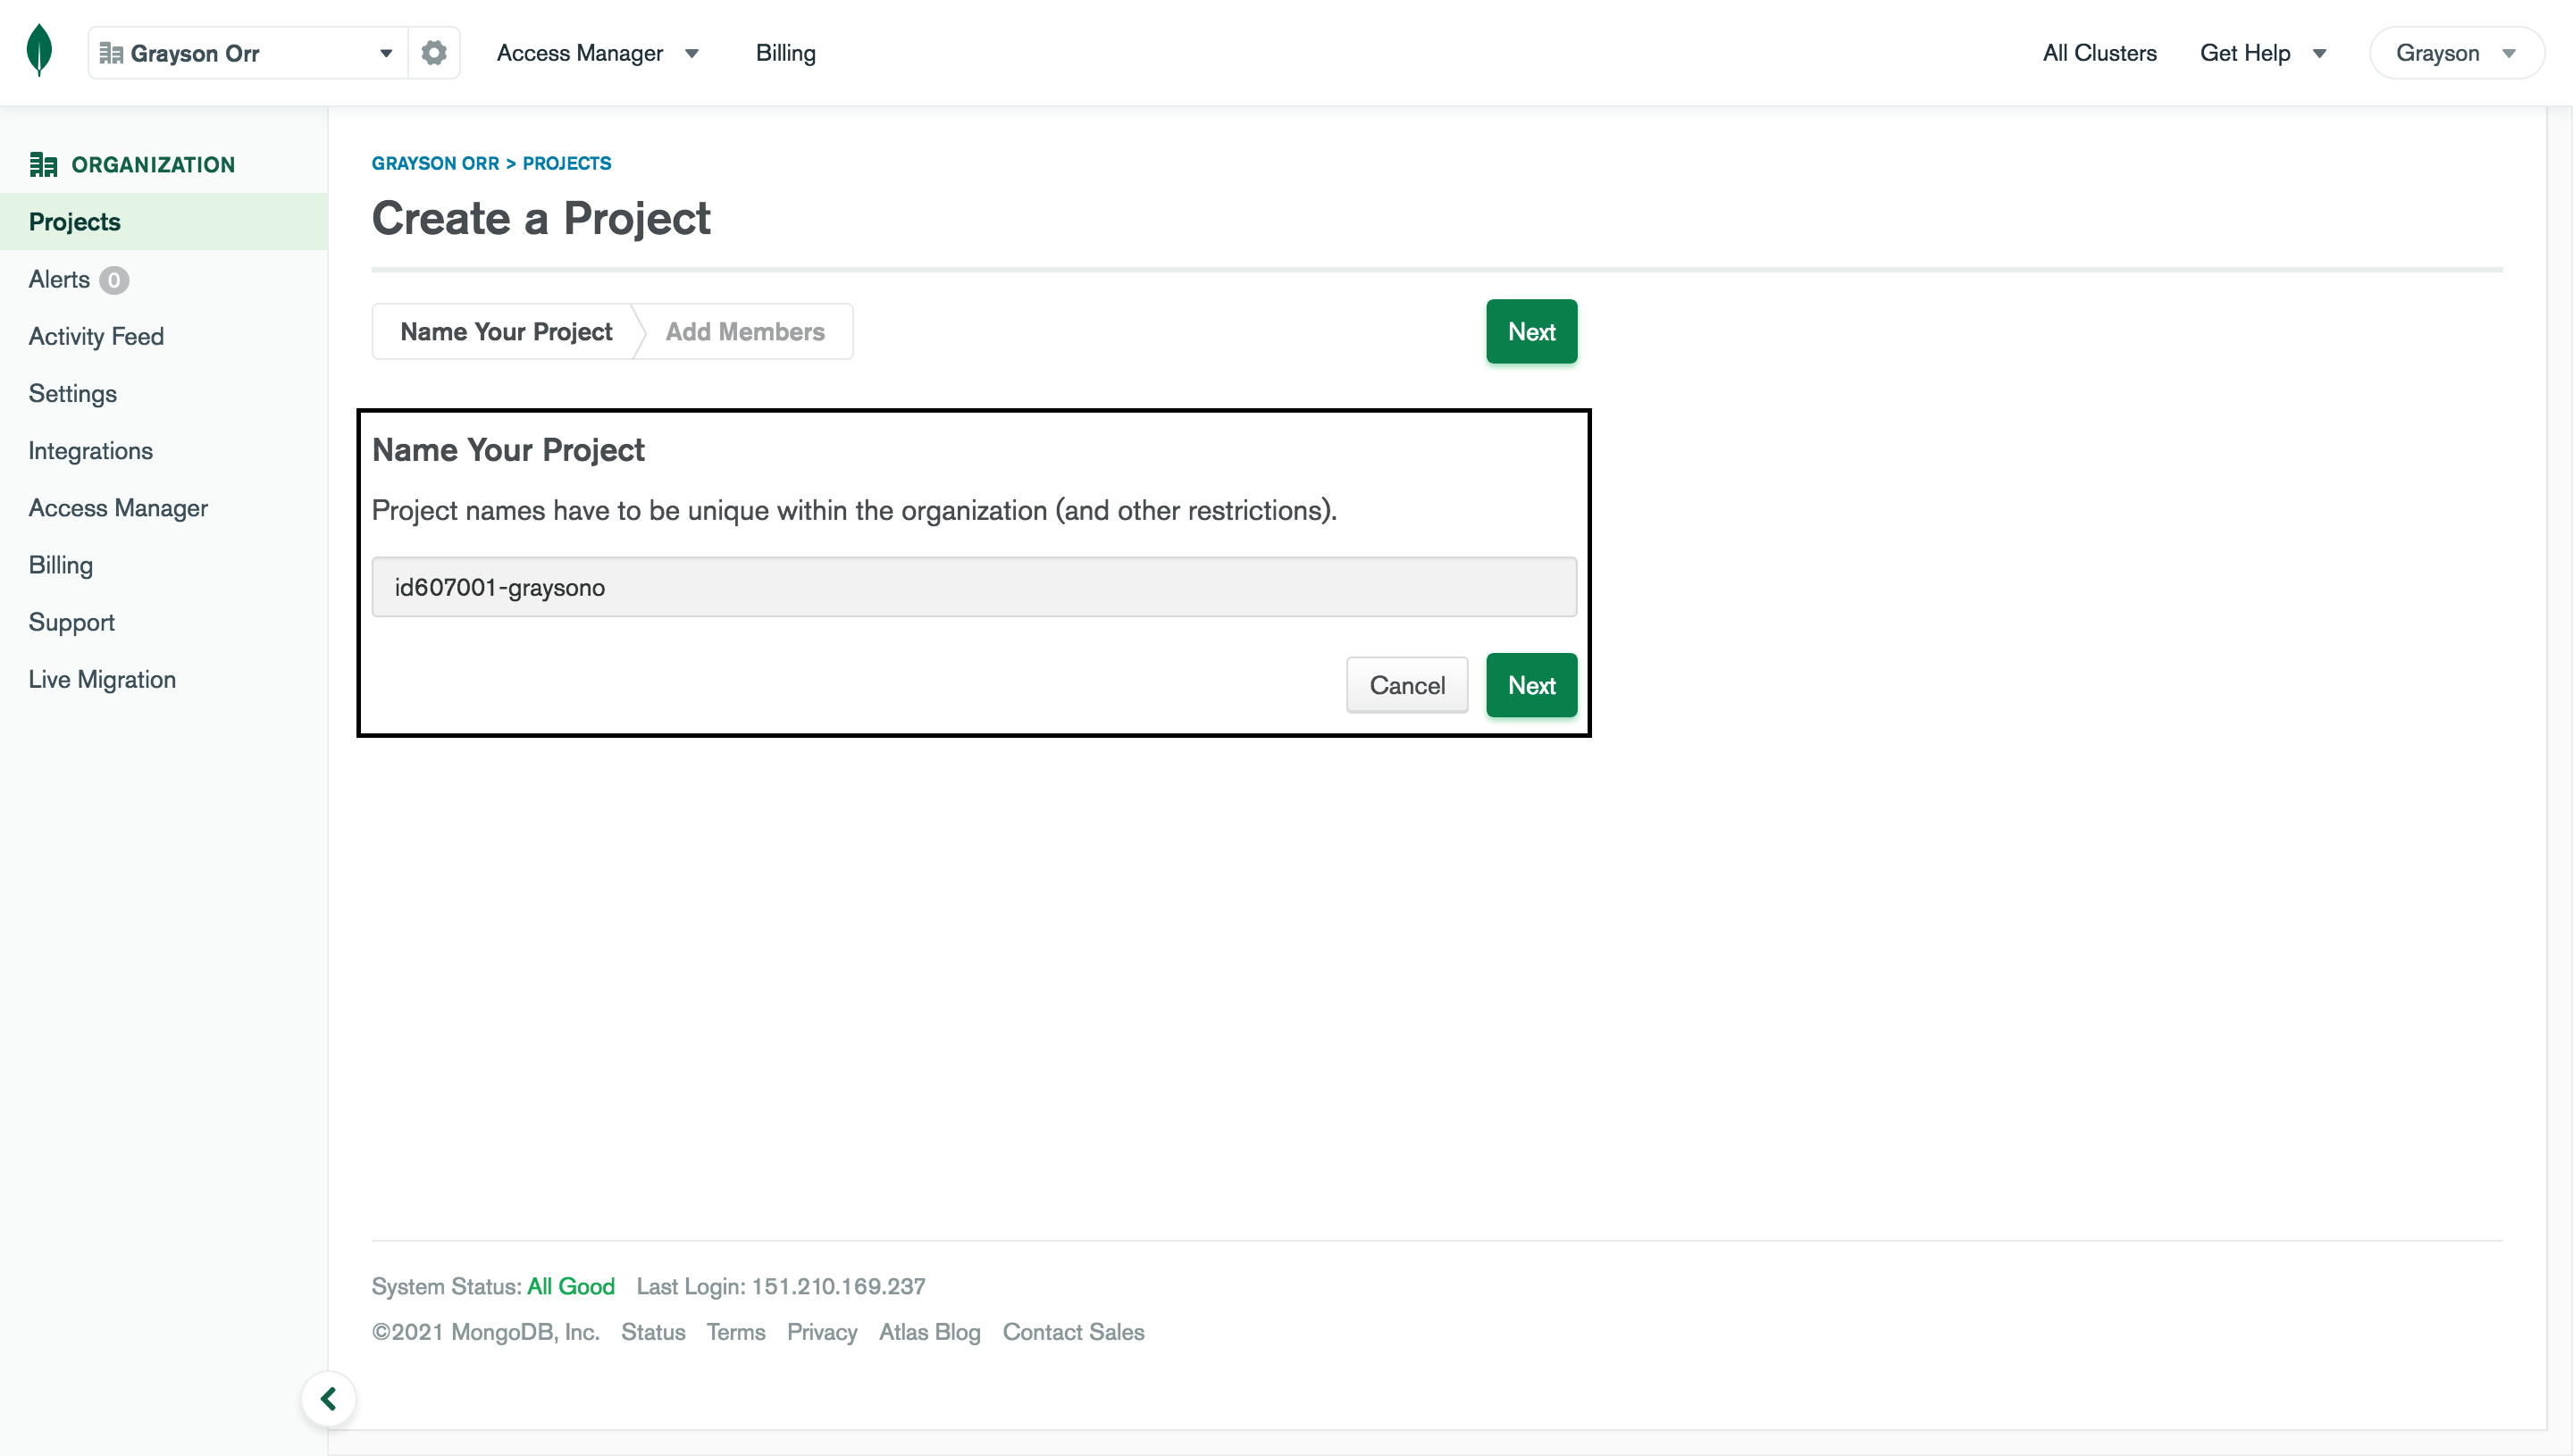 Grayson Orr
Access Manager
Billing
All Clusters
Get Help
Grayson
ORGANIZATION
Projects
Alerts 0
Activity Feed
Settings
Integrations
Access Manager
Billing
Support
Live Migration
GRAYSON ORR > PROJECTS
Create a Project
Name Your Project
Add Members
Next
Name Your Project
Project names have to be unique within the organization (and other restrictions).
id607001-graysono
Cancel
Next
System Status: All Good Last Login: 151.210.169.237
©2021 MongoDB, Inc. Status Terms Privacy Atlas Blog Contact Sales